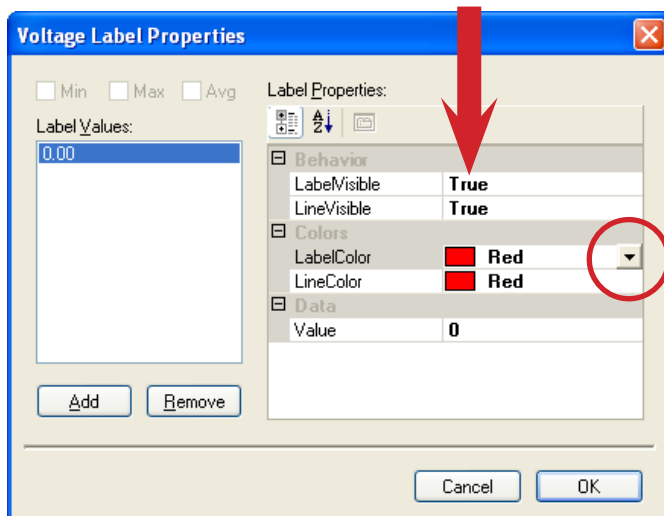 Voltage Label Properties
Min Max Avg
Label Values:
0.00
Add Remove
Label Properties:
Behavior
LabelVisible True
LineVisible True
Colors
LabelColor Red
LineColor Red
Data
Value 0
Cancel OK